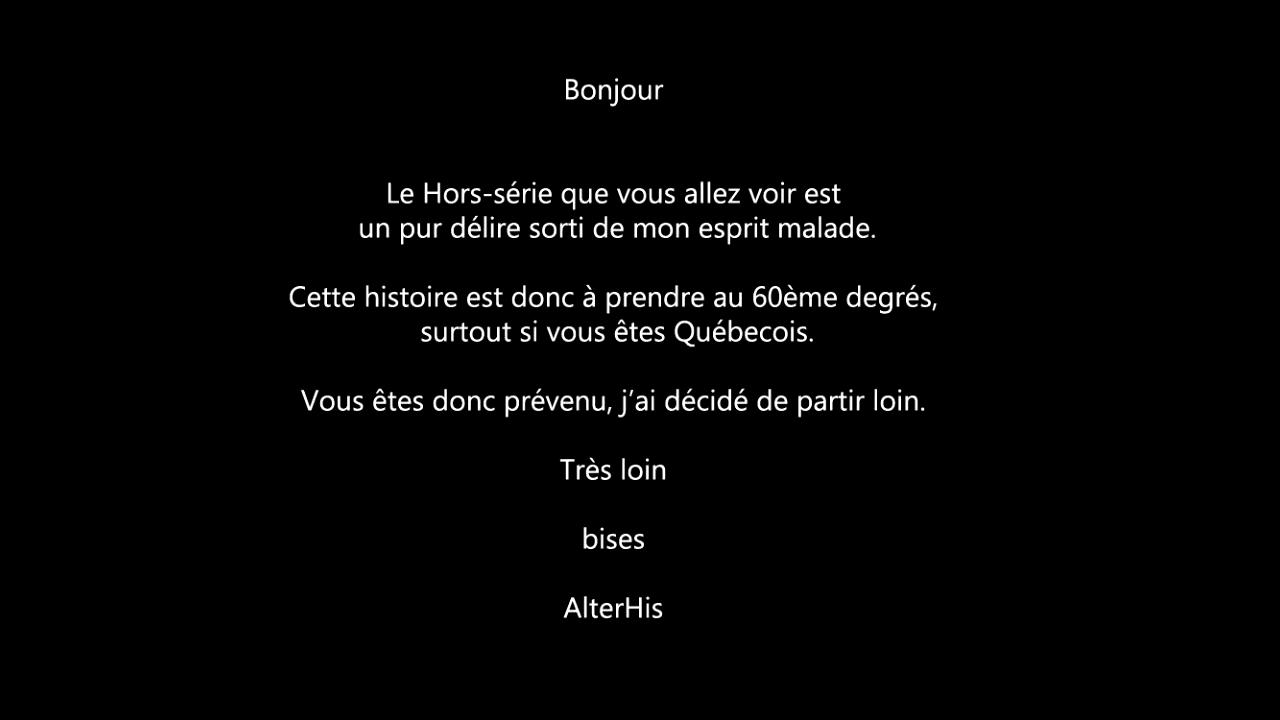 Bonjour
Le Hors-série que vous allez voir est
un pur délire sorti de mon esprit malade.
Cette histoire est donc à prendre au 60ème degrés,
surtout si vous êtes Québecois.
Vous êtes donc prévenu, j'ai décidé de partir loin.
Très loin
bises
AlterHis